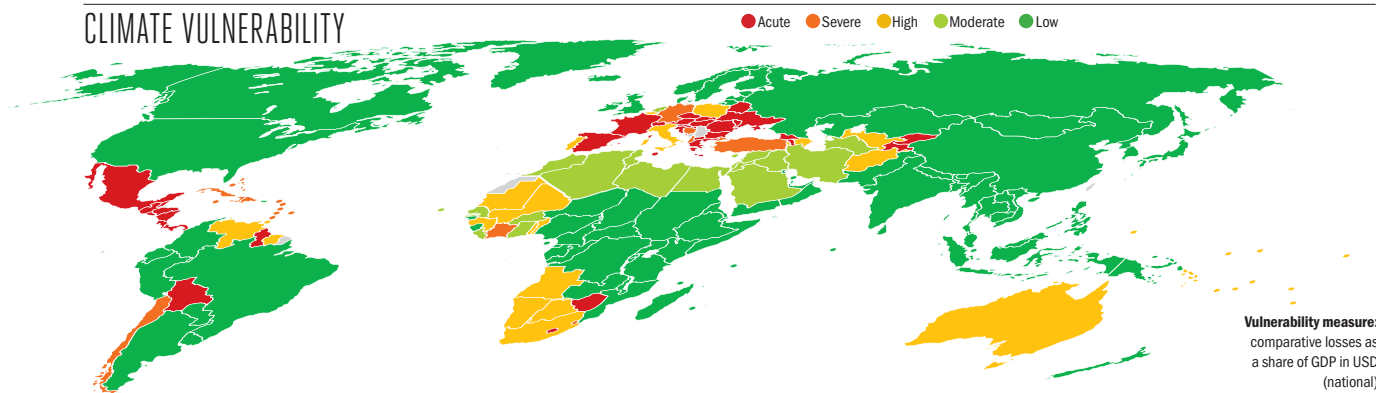 CLIMATE VULNERABILITY
Acute Severe High Moderate Low
Vulnerability measure:
comparative losses as
a share of GDP in USD
(national)